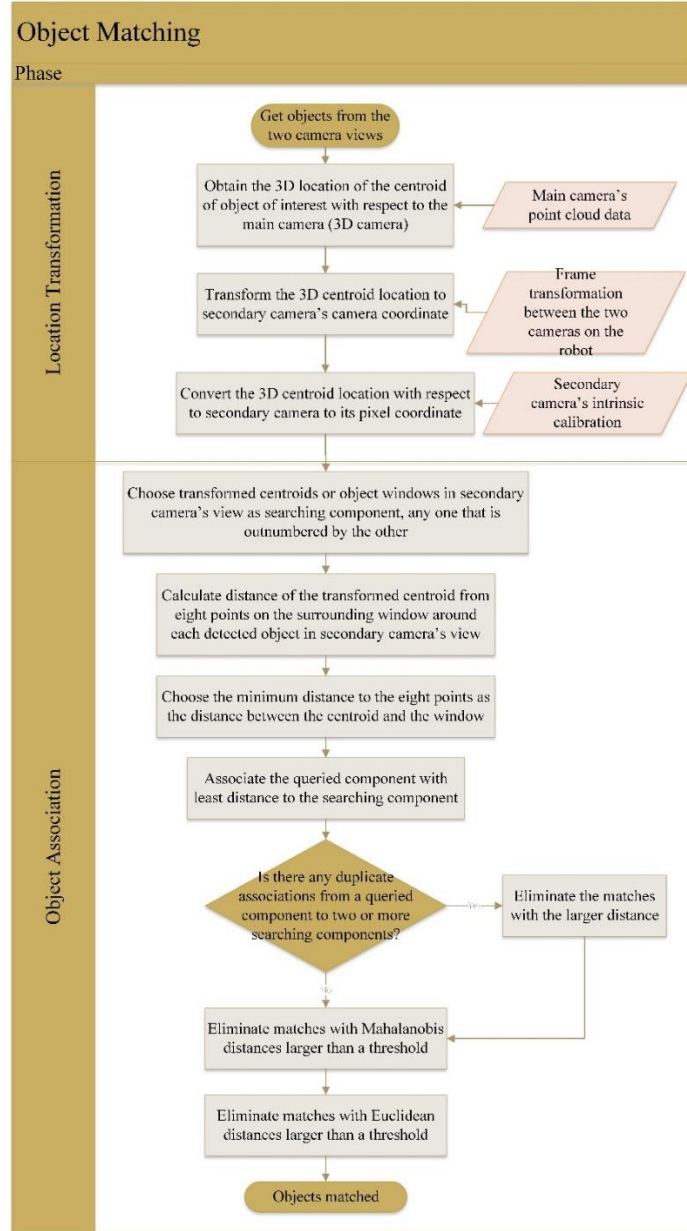 Object Matching
Phase
Location Transformation
Get objects from the
two camera views
Obtain the 3D location of the centroid
of object of interest with respect to the
main camera (3D camera)
Main camera's
point cloud data
Transform the 3D centroid location to
secondary camera's camera coordinate
Frame
transformation
between the two
cameras on the
robot
Convert the 3D centroid location with respect
to secondary camera to its pixel coordinate
Secondary
camera's intrinsic
calibration
Object Association
Choose transformed centroids or object windows in secondary
camera's view as searching component, any one that is
outnumbered by the other
Calculate distance of the transformed centroid from
eight points on the surrounding window around
each detected object in secondary camera's view
Choose the minimum distance to the eight points as
the distance between the centroid and the window
Associate the queried component with
least distance to the searching component
Is there any duplicate
associations from a queried
component to two or more
searching components?
Yes
Eliminate the matches
with the larger distance
No
Eliminate matches with Mahalanobis
distances larger than a threshold
Eliminate matches with Euclidean
distances larger than a threshold
Objects matched